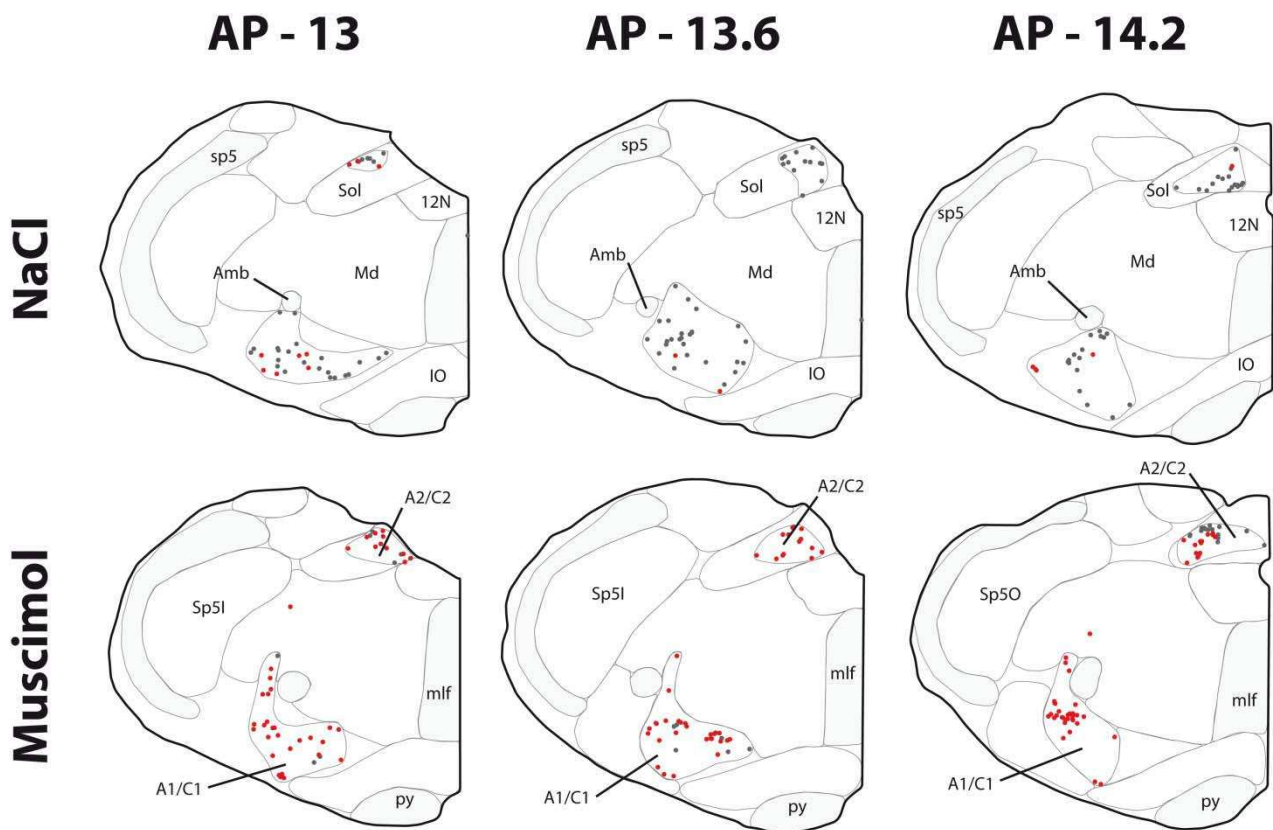 AP - 13
AP - 13.6
AP - 14.2
NaCl
sp5
Sol
12N
Amb
Md
IO
sp5
Sol
12N
Amb
Md
IO
sp5
Sol
12N
Amb
Md
IO
Muscimol
A2/C2
Sp5I
mlf
A1/C1
py
A2/C2
Sp5I
mlf
A1/C1
py
A2/C2
Sp5O
mlf
A1/C1
py